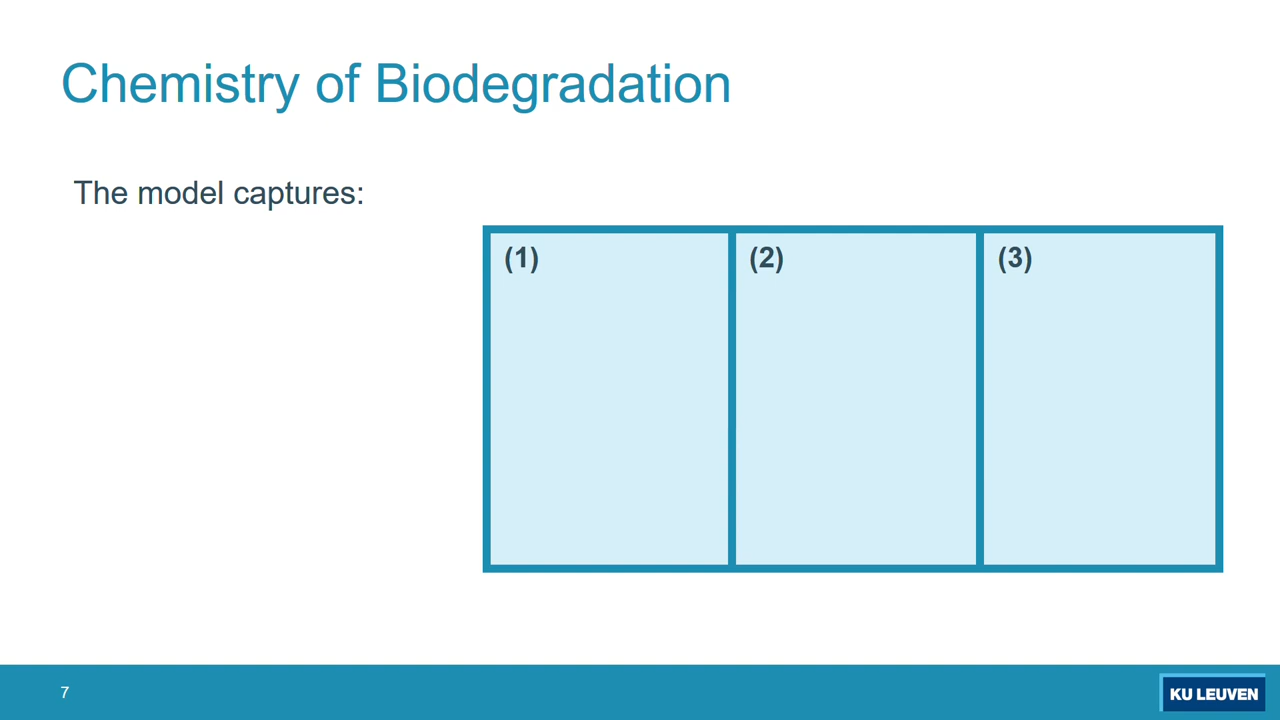 Chemistry of Biodegradation
The model captures:
(1)
(2)
(3)
7
KU LEUVEN